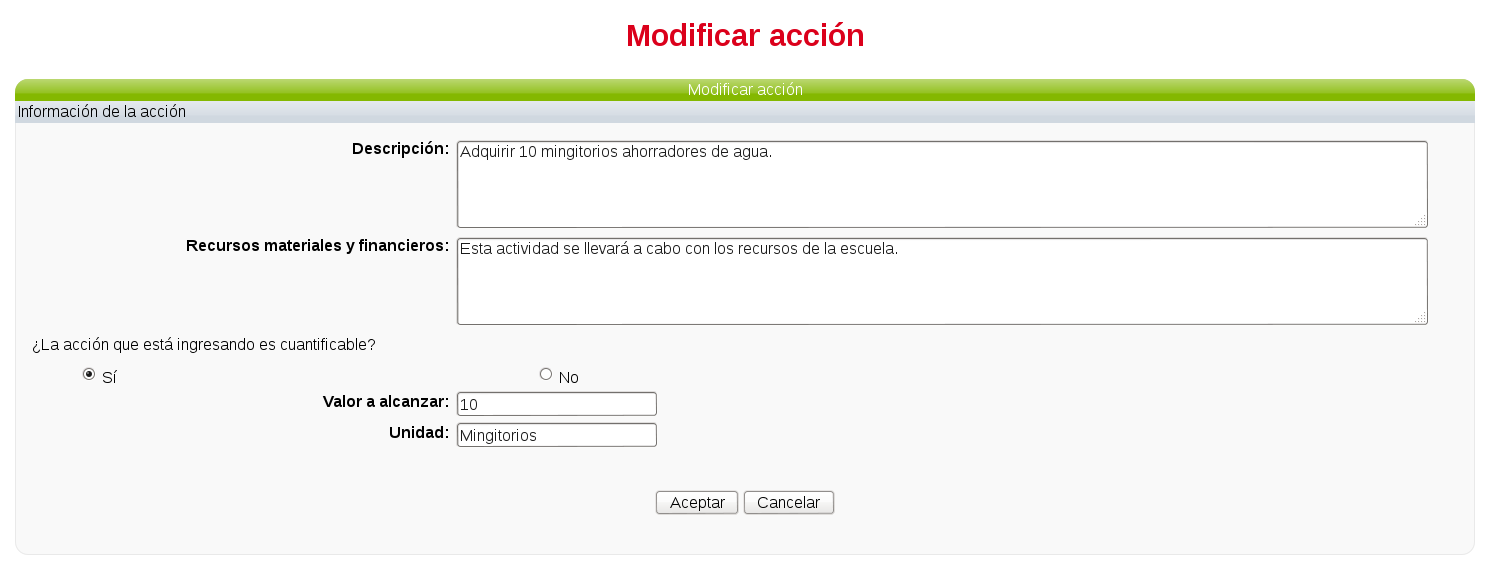 Modificar acción
Modificar acción
Información de la acción
Descripción: Adquirir 10 mingitorios ahorradores de agua.
Recursos materiales y financieros: Esta actividad se llevará a cabo con los recursos de la escuela.
¿La acción que está ingresando es cuantificable?
Sí No
Valor a alcanzar: 10
Unidad: Mingitorios
Aceptar Cancelar